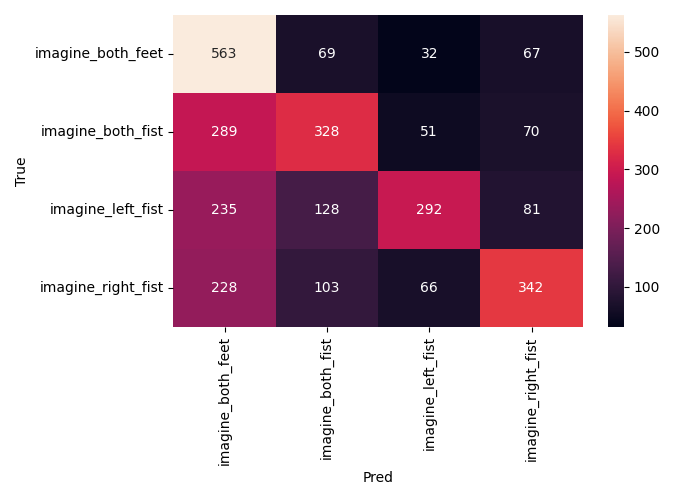 imagine_both_feet 563 69 32 67
imagine_both_fist 289 328 51 70
imagine_left_fist 235 128 292 81
imagine_right_fist 228 103 66 342
True
imagine_both_feet
imagine_both_fist
imagine_left_fist
imagine_right_fist
Pred
500
400
300
200
100